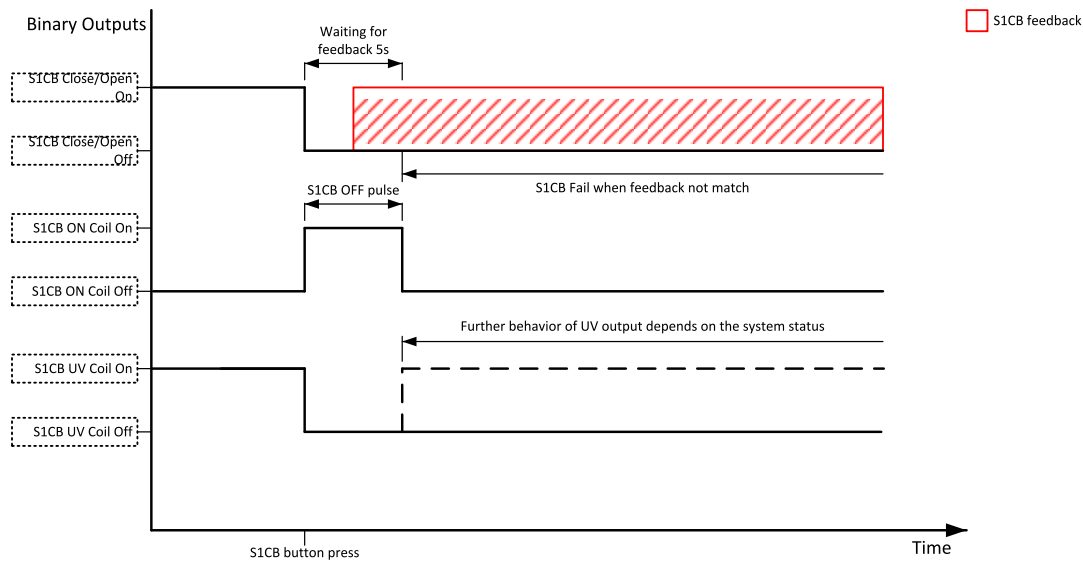 Binary Outputs
Waiting for
feedback 5s
S1CB feedback
S1CB Close/Open
On
S1CB Close/Open
Off
S1CB Fail when feedback not match
S1CB OFF pulse
S1CB ON Coil On
S1CB ON Coil Off
Further behavior of UV output depends on the system status
S1CB UV Coil On
S1CB UV Coil Off
Time
S1CB button press